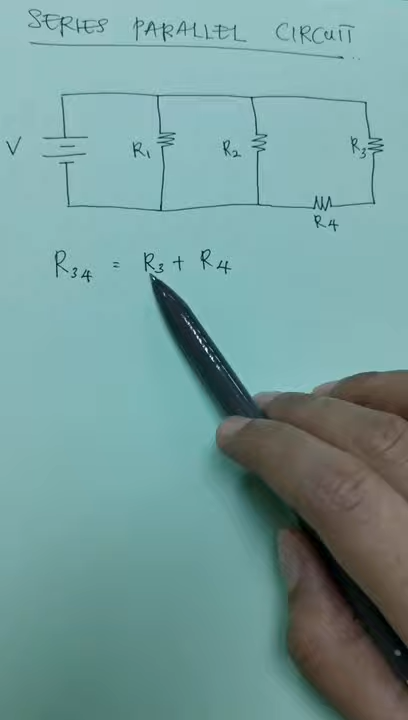 SERIES PARALLEL CIRCUIT
V
R1
R2
R3
R4
R34 = R3 + R4